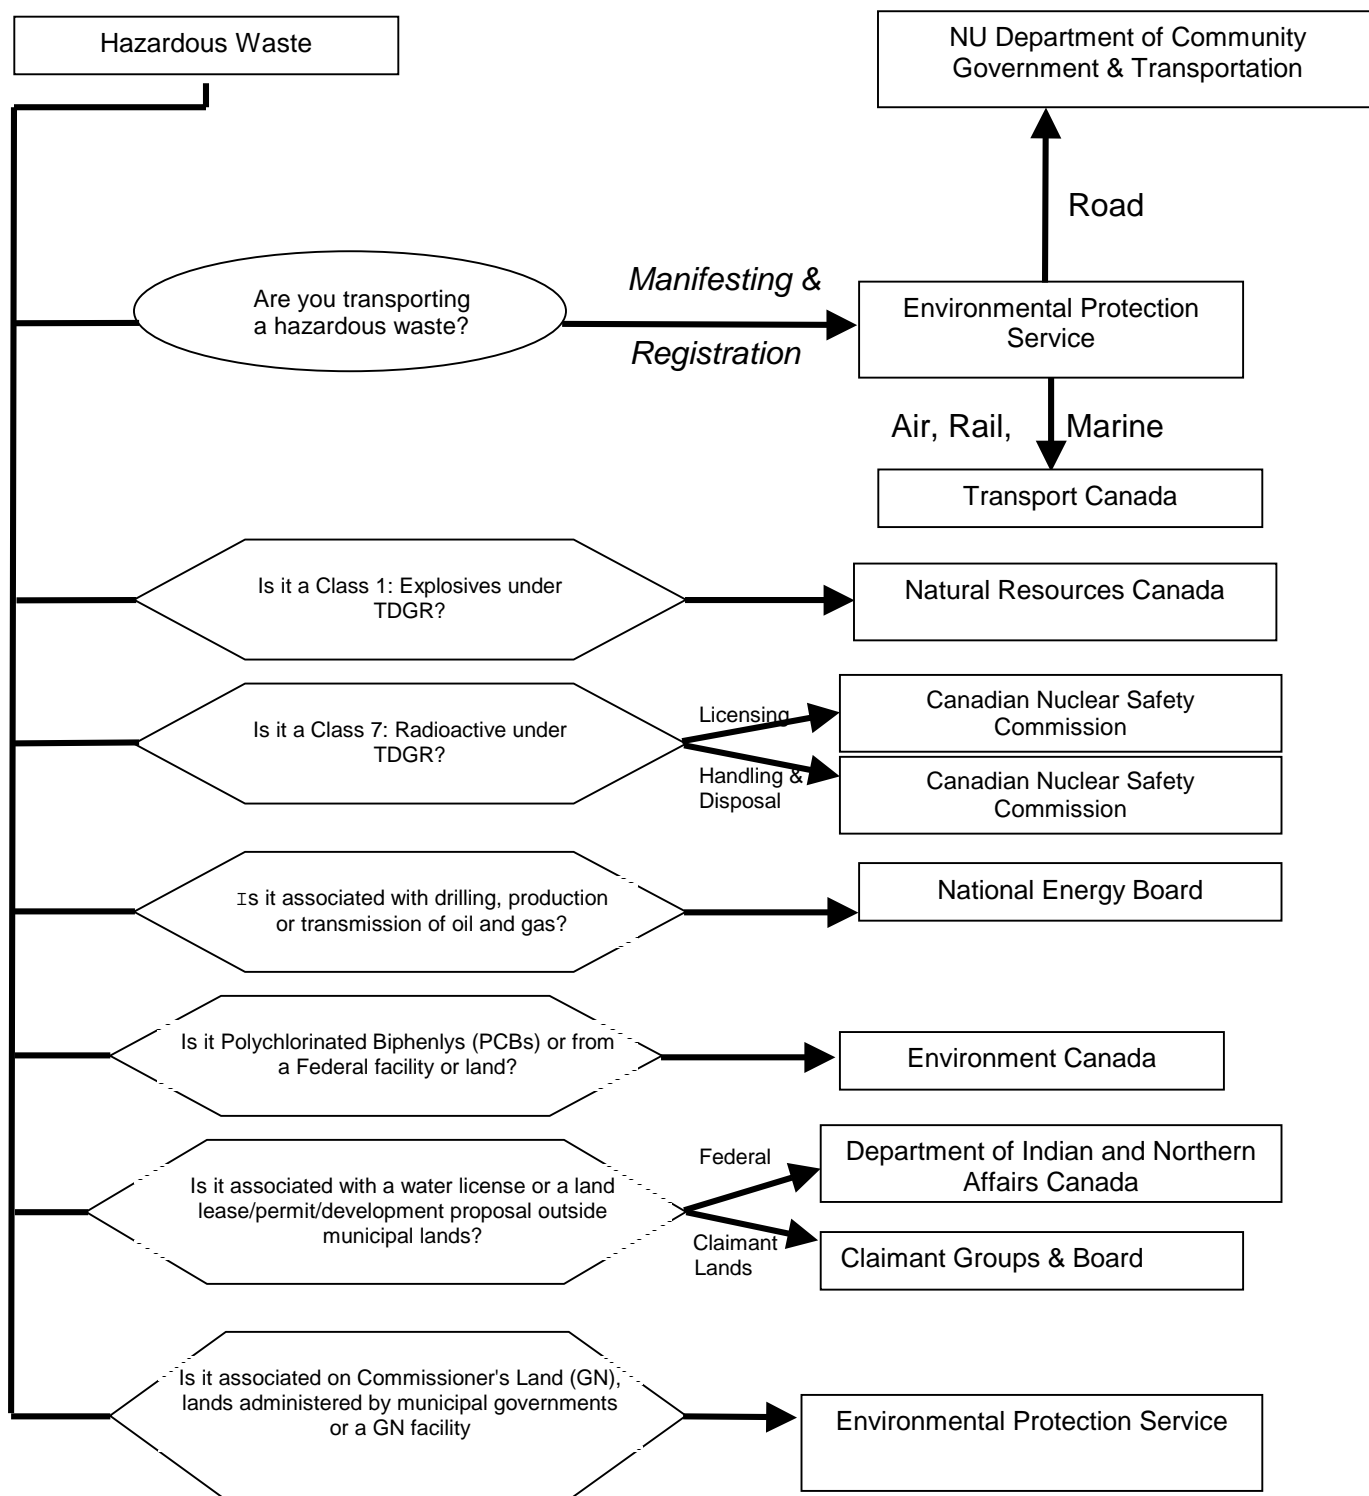 Hazardous Waste
NU Department of Community
Government & Transportation
Road
Are you transporting
a hazardous waste?
Manifesting &
Registration
Environmental Protection
Service
Air, Rail, Marine
Transport Canada
Is it a Class 1: Explosives under
TDGR?
Natural Resources Canada
Is it a Class 7: Radioactive under
TDGR?
Licensing
Canadian Nuclear Safety
Commission
Handling &
Disposal
Canadian Nuclear Safety
Commission
Is it associated with drilling, production
or transmission of oil and gas?
National Energy Board
Is it Polychlorinated Biphenlys (PCBs) or from
a Federal facility or land?
Environment Canada
Is it associated with a water license or a land
lease/permit/development proposal outside
municipal lands?
Federal
Department of Indian and Northern
Affairs Canada
Claimant
Lands
Claimant Groups & Board
Is it associated on Commissioner's Land (GN),
lands administered by municipal governments
or a GN facility
Environmental Protection Service